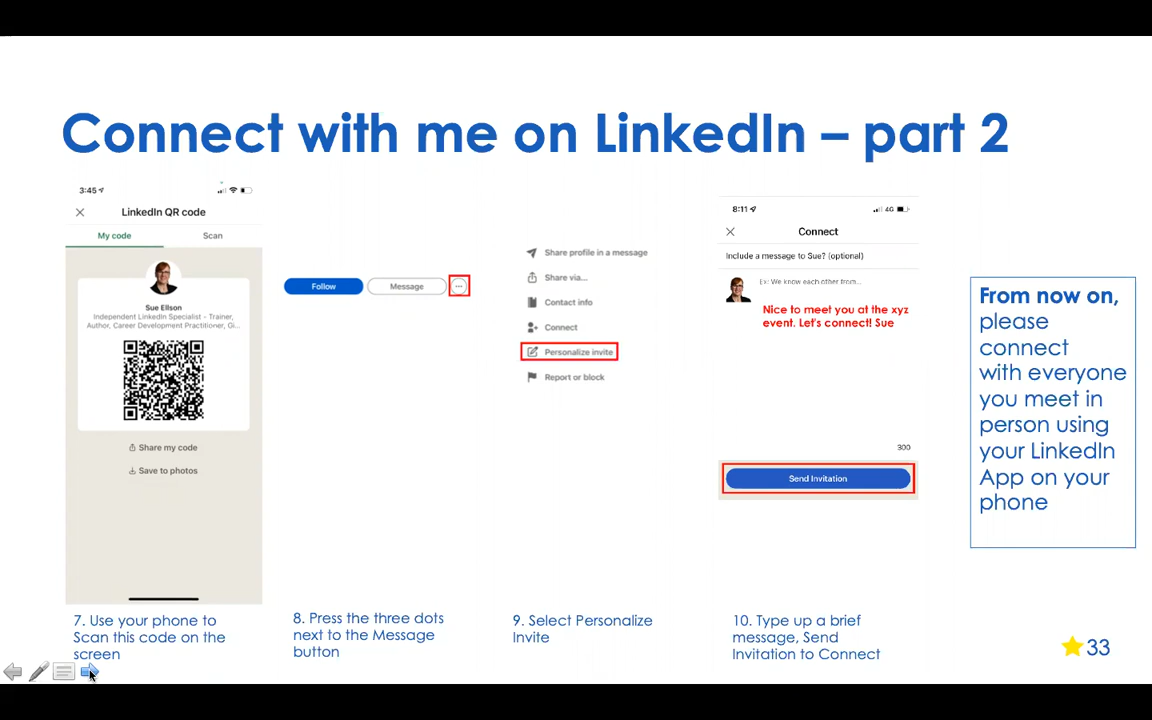 Connect with me on LinkedIn – part 2
3:45
LinkedIn QR code
My code
Scan
Sue Ellson
Independent LinkedIn Specialist - Trainer,
Author, Career Development Practitioner, Gi...
Share my code
Save to photos
7. Use your phone to
Scan this code on the
screen
Follow
Message
8. Press the three dots
next to the Message
button
Share profile in a message
Share via...
Contact info
Connect
Personalize invite
Report or block
9. Select Personalize
Invite
8:11
4G
Connect
Include a message to Sue? (optional)
Ex: We know each other from...
Nice to meet you at the xyz
event. Let's connect! Sue
300
Send Invitation
10. Type up a brief
message, Send
Invitation to Connect
From now on,
please
connect
with everyone
you meet in
person using
your LinkedIn
App on your
phone
33